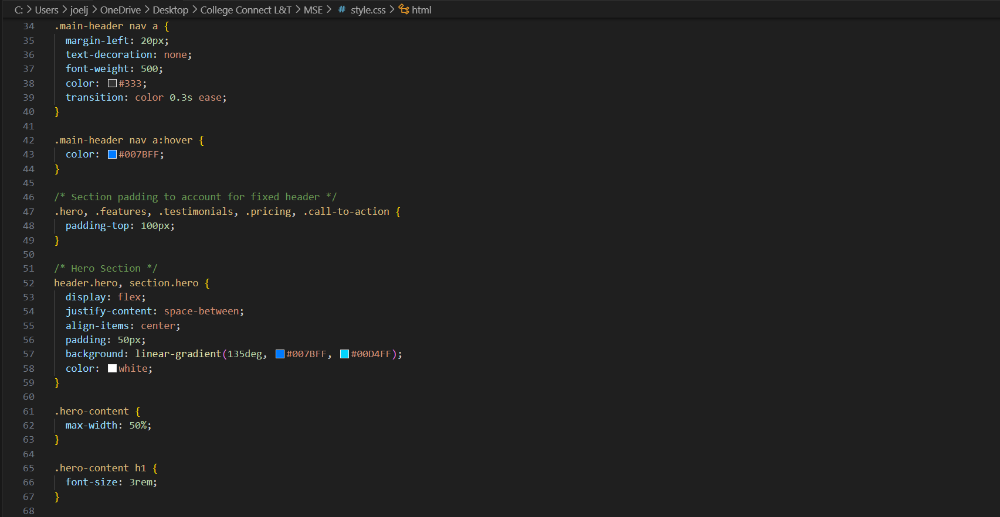 C: > Users > joelj > OneDrive > Desktop > College Connect L&T > MSE > # style.css > html
34 .main-header nav a {
35   margin-left: 20px;
36   text-decoration: none;
37   font-weight: 500;
38   color: #333;
39   transition: color 0.3s ease;
40 }
41
42 .main-header nav a:hover {
43   color: #007BFF;
44 }
45
46 /* Section padding to account for fixed header */
47 .hero, .features, .testimonials, .pricing, .call-to-action {
48   padding-top: 100px;
49 }
50
51 /* Hero Section */
52 header.hero, section.hero {
53   display: flex;
54   justify-content: space-between;
55   align-items: center;
56   padding: 50px;
57   background: linear-gradient(135deg, #007BFF, #00D4FF);
58   color: white;
59 }
60
61 .hero-content {
62   max-width: 50%;
63 }
64
65 .hero-content h1 {
66   font-size: 3rem;
67 }
68